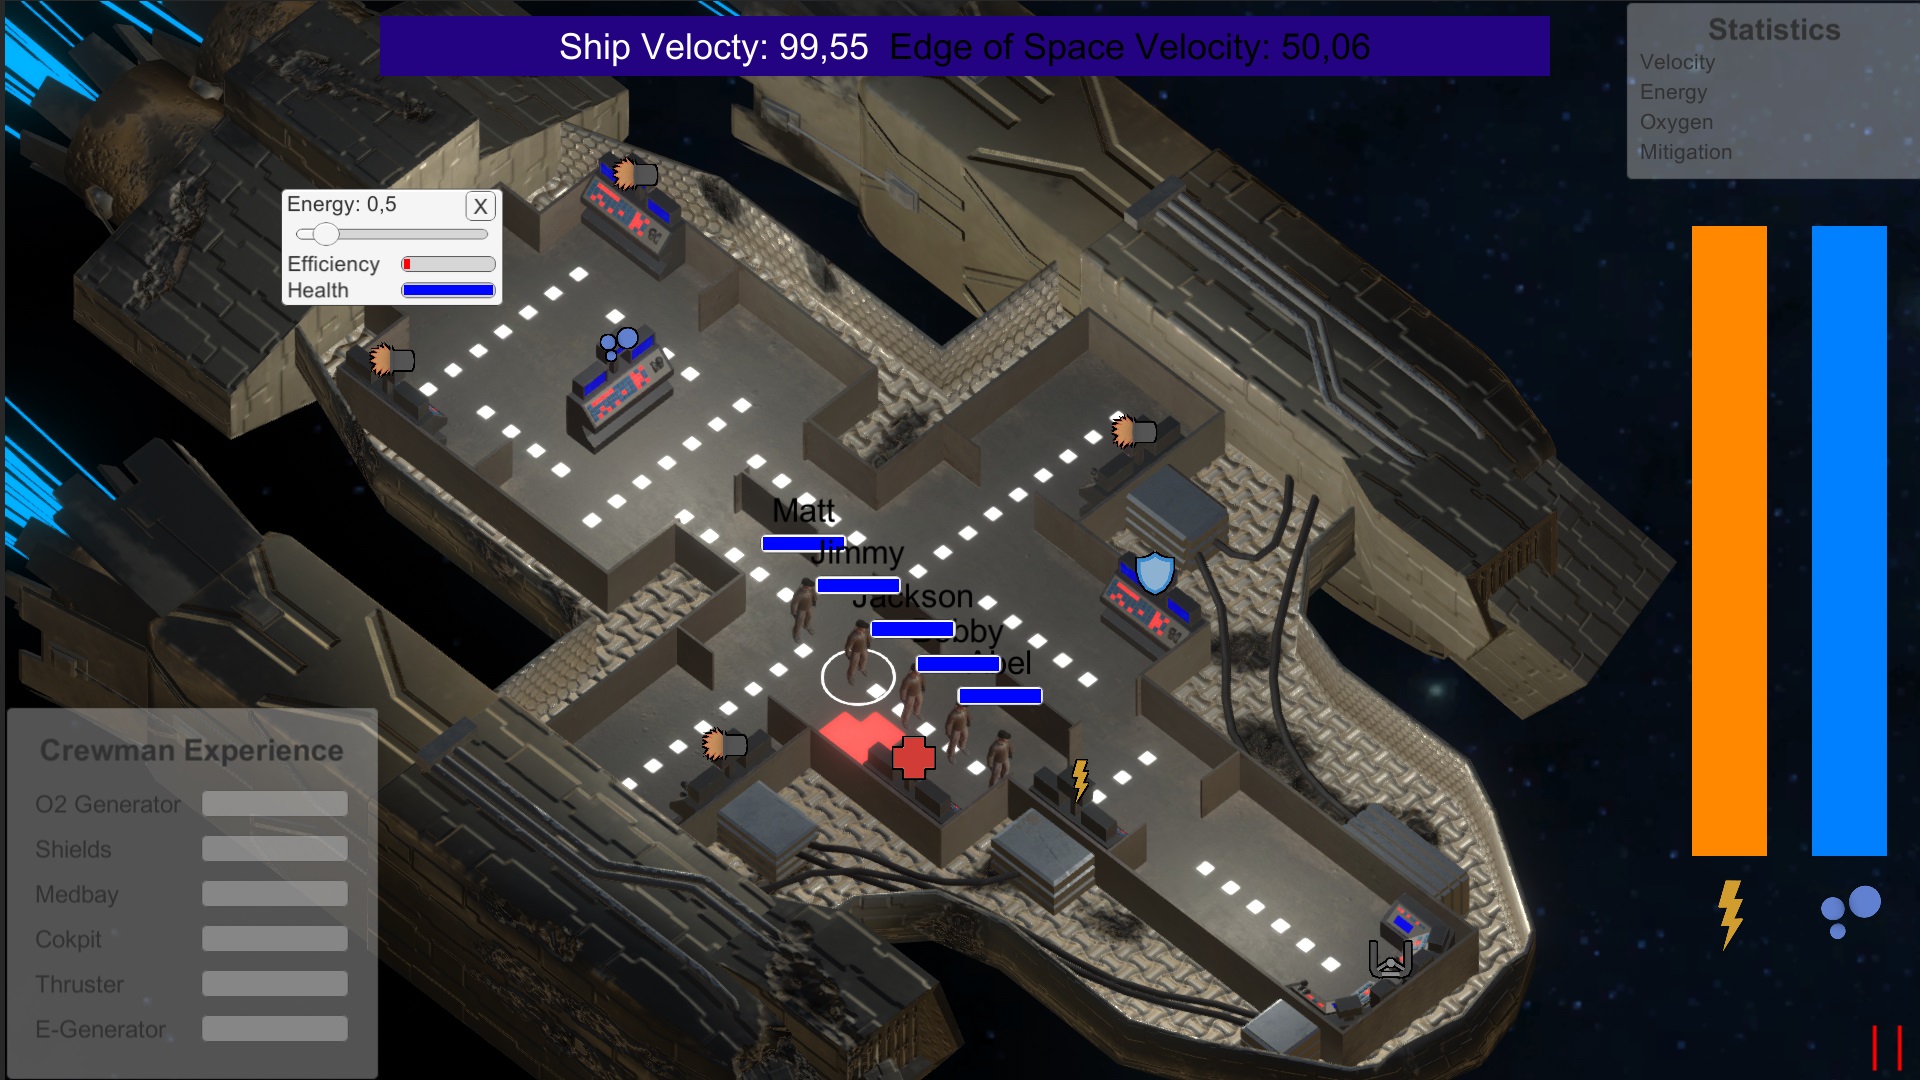 Ship Velocty: 99,55 Edge of Space Velocity: 50,06
Statistics
Velocity
Energy
Oxygen
Mitigation
Energy: 0,5 X
Efficiency
Health
Matt
Jimmy
Jackson
Crewman Experience
O2 Generator
Shields
Medbay
Cokpit
Thruster
E-Generator